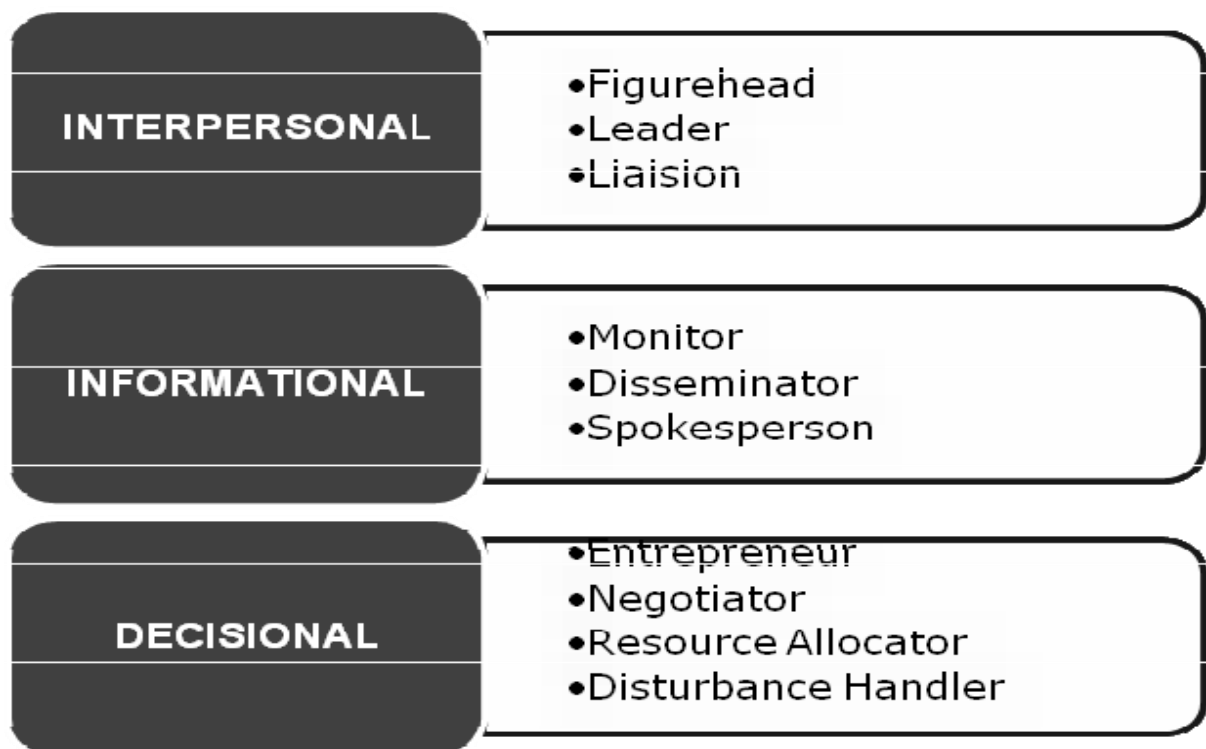 INTERPERSONAL
•Figurehead
•Leader
•Liaision
INFORMATIONAL
•Monitor
•Disseminator
•Spokesperson
DECISIONAL
•Entrepreneur
•Negotiator
•Resource Allocator
•Disturbance Handler